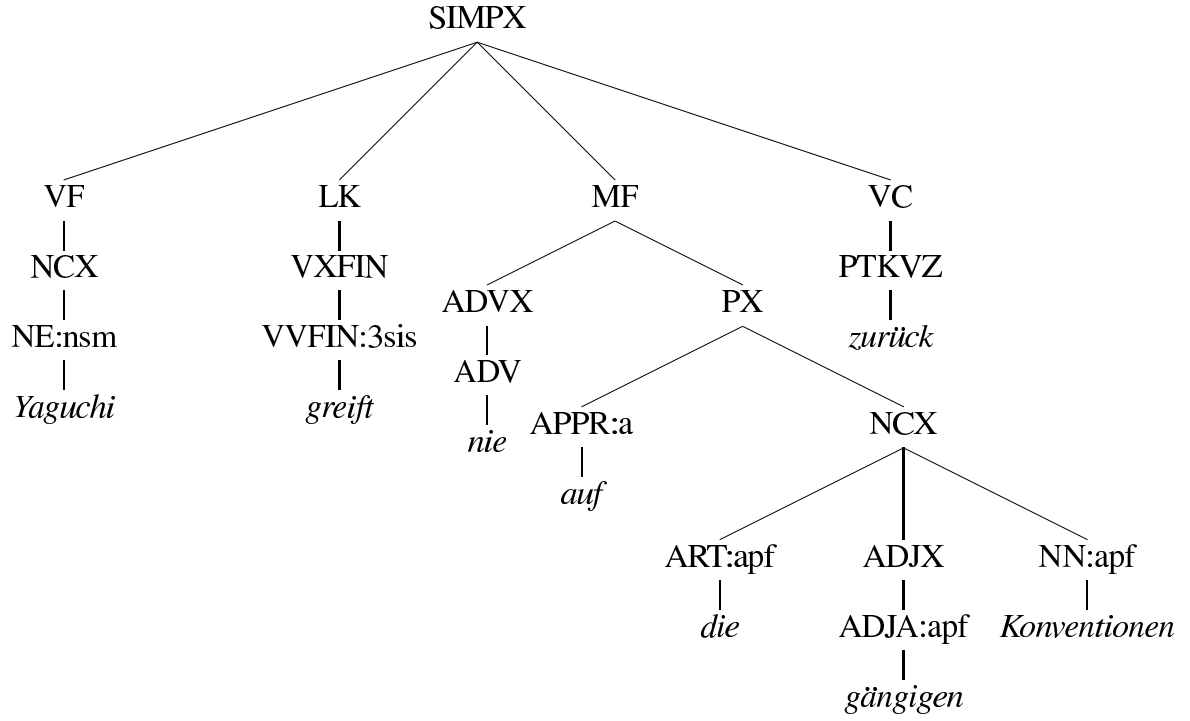 SIMPX
VF LK MF VC
NCX VXFIN PTKVZ
ADVX PX
NE:nsm VVFIN:3sis zurück
ADV
Yaguchi greift
APPR:a NCX
nie
auf
ART:apf ADJX NN:apf
die ADJA:apf Konventionen
gängigen